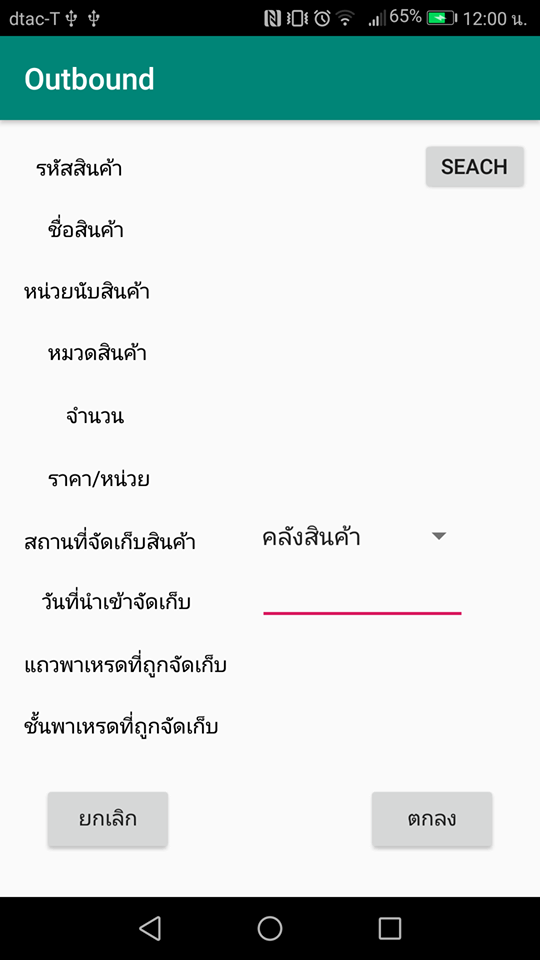 dtac-T 65% 12:00 น.
Outbound
รหัสสินค้า SEACH
ชื่อสินค้า
หน่วยนับสินค้า
หมวดสินค้า
จำนวน
ราคา/หน่วย
สถานที่จัดเก็บสินค้า คลังสินค้า
วันที่นำเข้าจัดเก็บ
แถวพาเหรดที่ถูกจัดเก็บ
ชั้นพาเหรดที่ถูกจัดเก็บ
ยกเลิก ตกลง